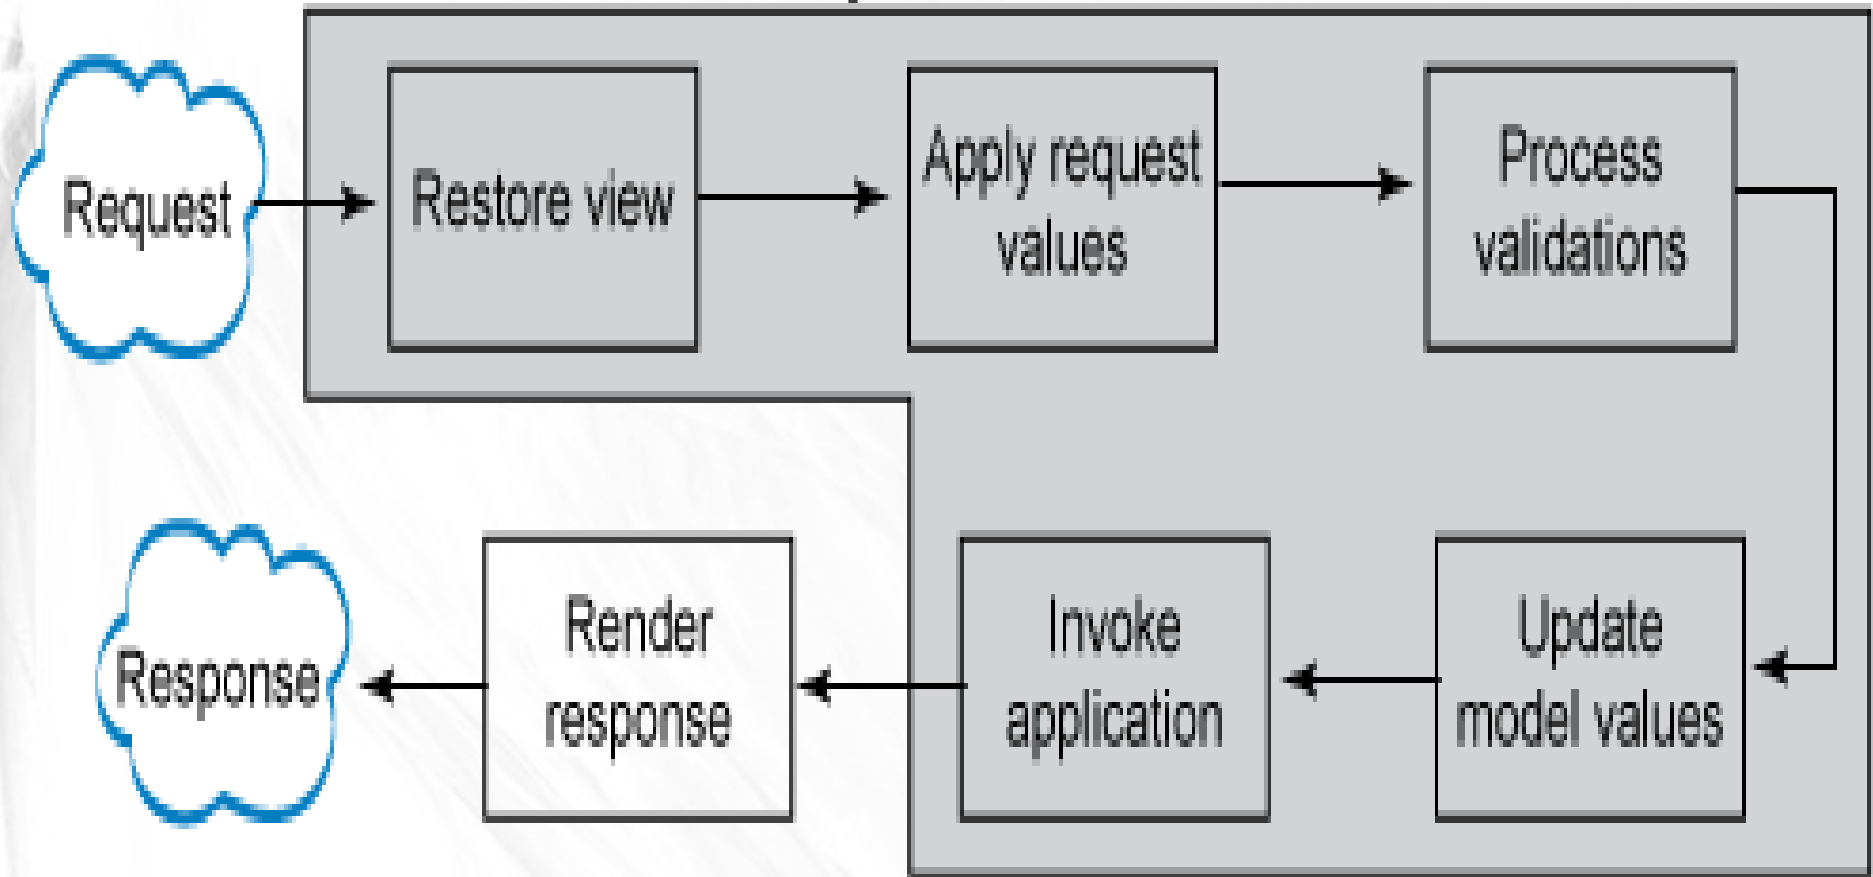 Request
Restore view
Apply request
values
Process
validations
Update
model values
Invoke
application
Render
response
Response